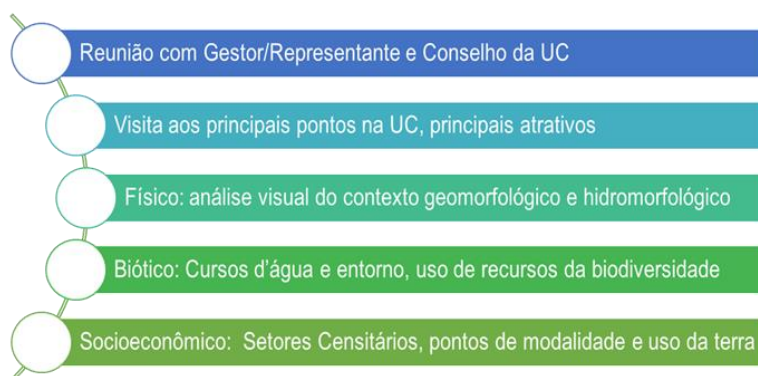 Reunião com Gestor/Representante e Conselho da UC
Visita aos principais pontos na UC, principais atrativos
Físico: análise visual do contexto geomorfológico e hidromorfológico
Biótico: Cursos d'água e entorno, uso de recursos da biodiversidade
Socioeconômico: Setores Censitários, pontos de modalidade e uso da terra